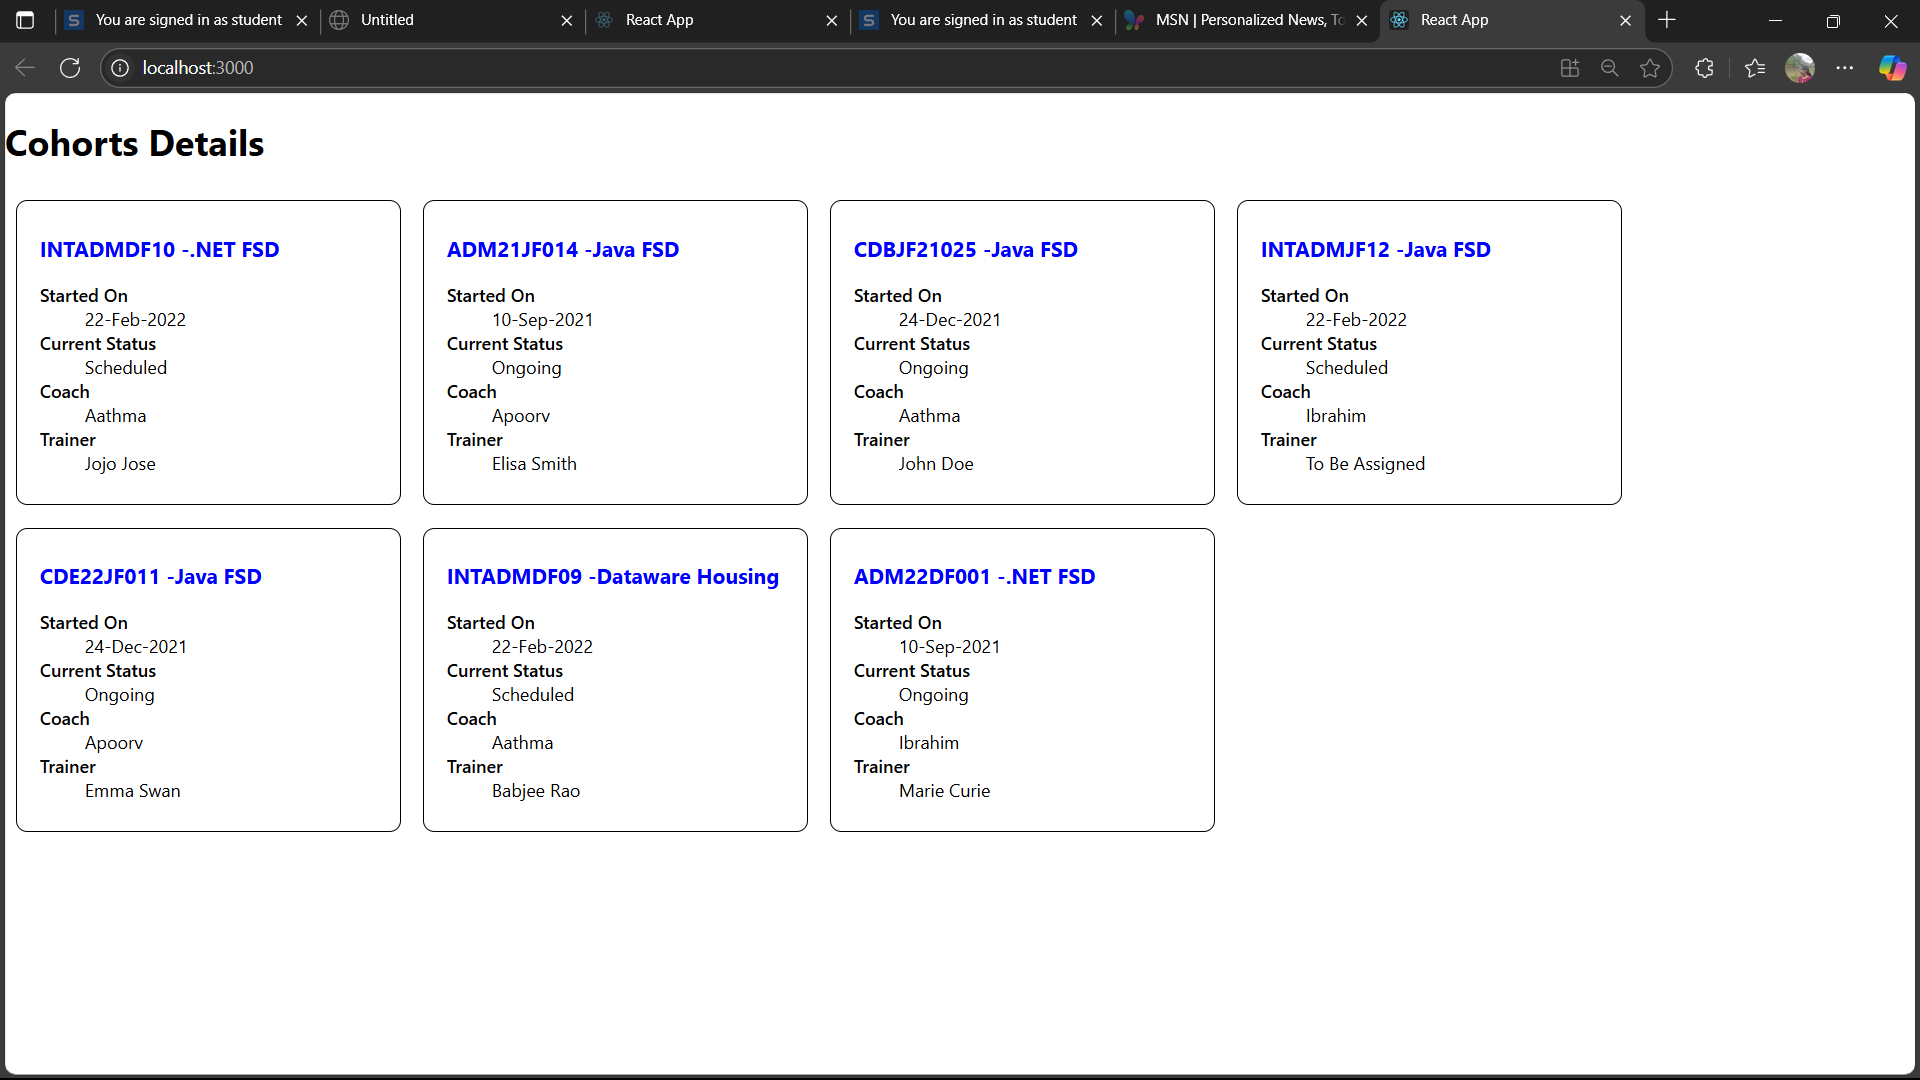 You are signed in as student
Untitled
React App
You are signed in as student
MSN | Personalized News, To
React App
localhost:3000
Cohorts Details
INTADMDF10 -.NET FSD
Started On
22-Feb-2022
Current Status
Scheduled
Coach
Aathma
Trainer
Jojo Jose
ADM21JF014 -Java FSD
Started On
10-Sep-2021
Current Status
Ongoing
Coach
Apoorv
Trainer
Elisa Smith
CDBJF21025 -Java FSD
Started On
24-Dec-2021
Current Status
Ongoing
Coach
Aathma
Trainer
John Doe
INTADMJF12 -Java FSD
Started On
22-Feb-2022
Current Status
Scheduled
Coach
Ibrahim
Trainer
To Be Assigned
CDE22JF011 -Java FSD
Started On
24-Dec-2021
Current Status
Ongoing
Coach
Apoorv
Trainer
Emma Swan
INTADMDF09 -Dataware Housing
Started On
22-Feb-2022
Current Status
Scheduled
Coach
Aathma
Trainer
Babjee Rao
ADM22DF001 -.NET FSD
Started On
10-Sep-2021
Current Status
Ongoing
Coach
Ibrahim
Trainer
Marie Curie